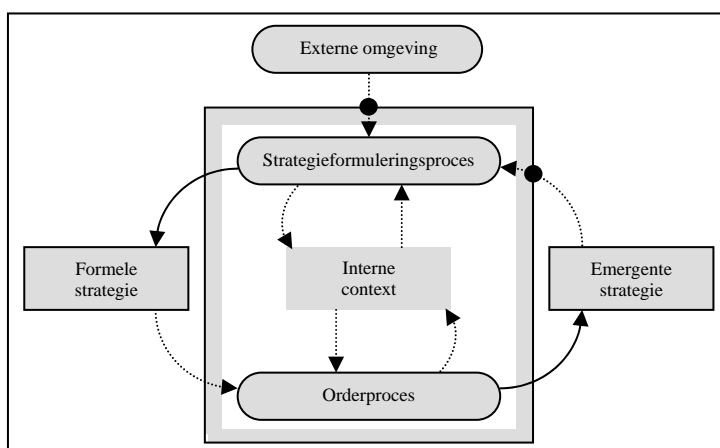 Externe omgeving
Strategieformuleringsproces
Formele
strategie
Interne
context
Emergente
strategie
Orderproces